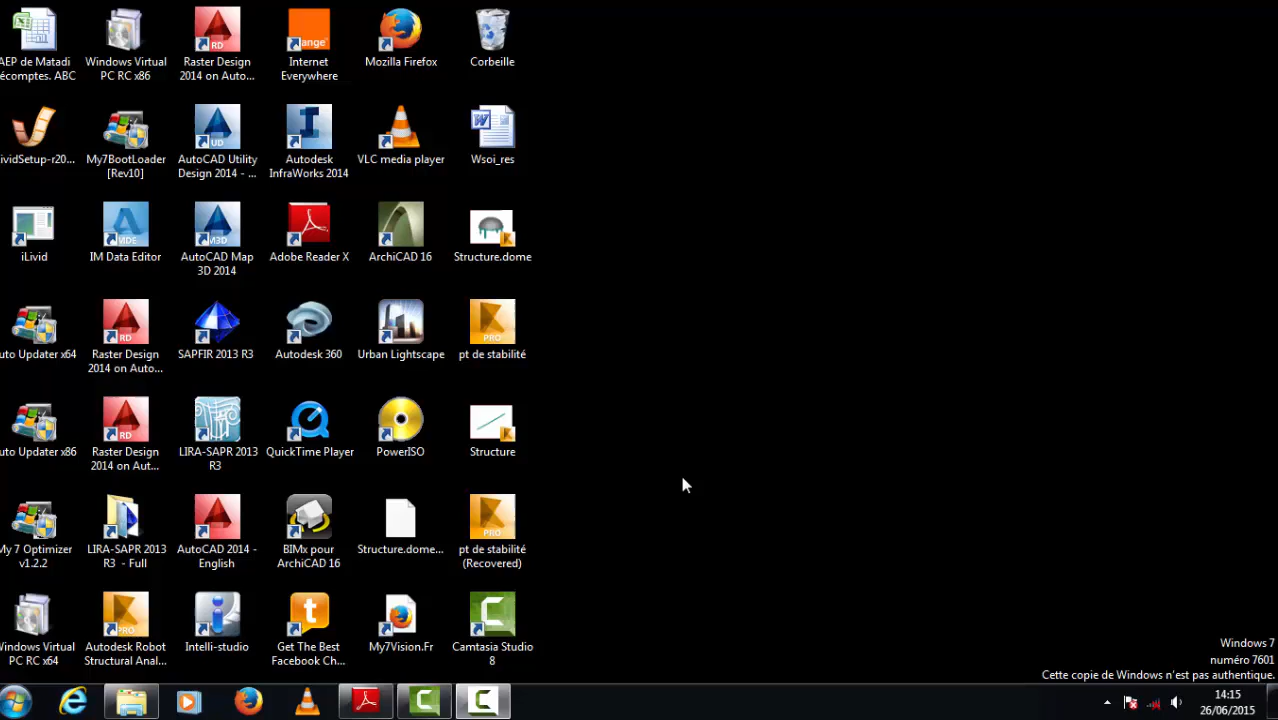 AEP de Matadi
écomptes. ABC
Windows Virtual
PC RC x86
Raster Design
2014 on Auto...
Internet
Everywhere
Mozilla Firefox
Corbeille
ividSetup-r20...
My7BootLoader
[Rev10]
AutoCAD Utility
Design 2014 - ...
Autodesk
InfraWorks 2014
VLC media player
Wsoi_res
iLivid
IM Data Editor
AutoCAD Map
3D 2014
Adobe Reader X
ArchiCAD 16
Structure.dome
uto Updater x64
Raster Design
2014 on Auto...
SAPFIR 2013 R3
Autodesk 360
Urban Lightscape
pt de stabilité
uto Updater x86
Raster Design
2014 on Aut...
LIRA-SAPR 2013
R3
QuickTime Player
PowerISO
Structure
My 7 Optimizer
v1.2.2
LIRA-SAPR 2013
R3 - Full
AutoCAD 2014 -
English
BIMx pour
ArchiCAD 16
Structure.dome...
pt de stabilité
(Recovered)
Windows Virtual
PC RC x64
Autodesk Robot
Structural Anal...
Intelli-studio
Get The Best
Facebook Ch...
My7Vision.Fr
Camtasia Studio
8
Windows 7
numéro 7601
Cette copie de Windows n'est pas authentique.
14:15
26/06/2015